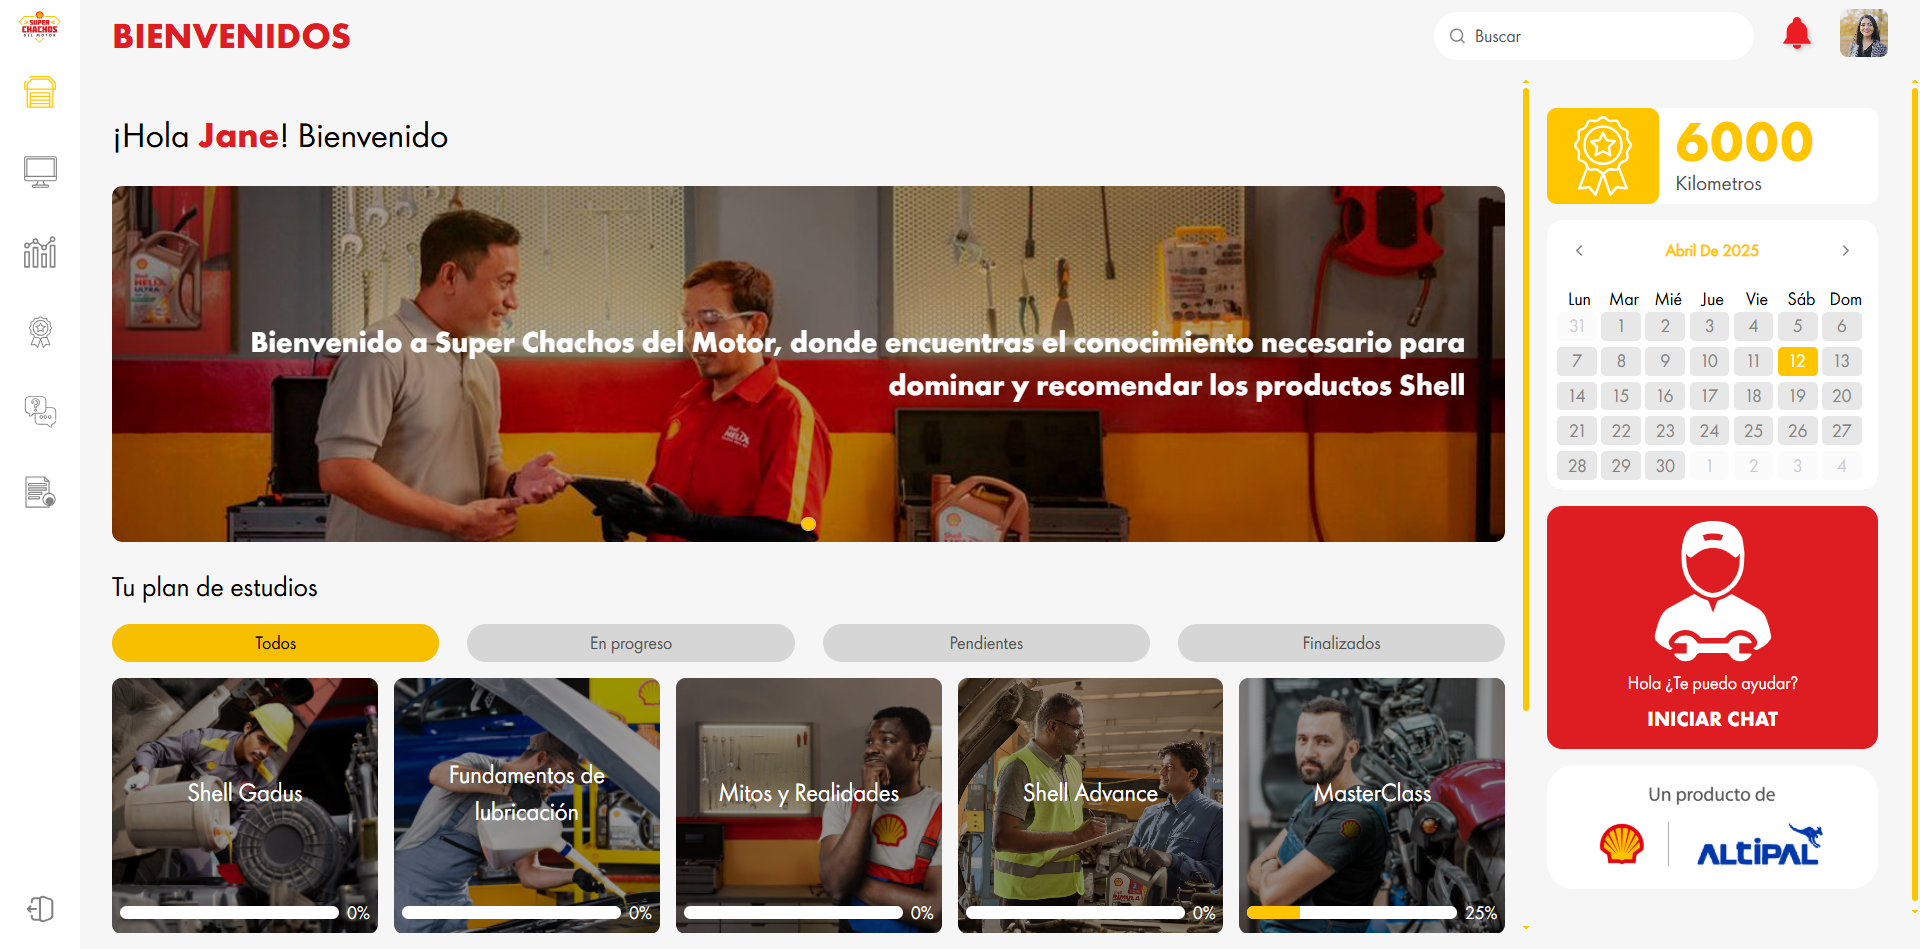 SUPER
CHACHOS
DEL MOTOR
BIENVENIDOS
Buscar
¡Hola Jane! Bienvenido
Bienvenido a Super Chachos del Motor, donde encuentras el conocimiento necesario para
dominar y recomendar los productos Shell
Shell
HELIX
ULTRA
HELIX
Tu plan de estudios
Todos
En progreso
Pendientes
Finalizados
Shell Gadus
0%
Fundamentos de
lubricación
0%
Mitos y Realidades
0%
Shell Advance
0%
MasterClass
25%
6000
Kilometros
Abril De 2025
Lun Mar Mié Jue Vie Sáb Dom
31 1 2 3 4 5 6
7 8 9 10 11 12 13
14 15 16 17 18 19 20
21 22 23 24 25 26 27
28 29 30 1 2 3 4
Hola ¿Te puedo ayudar?
INICIAR CHAT
Un producto de
ALTIPAL